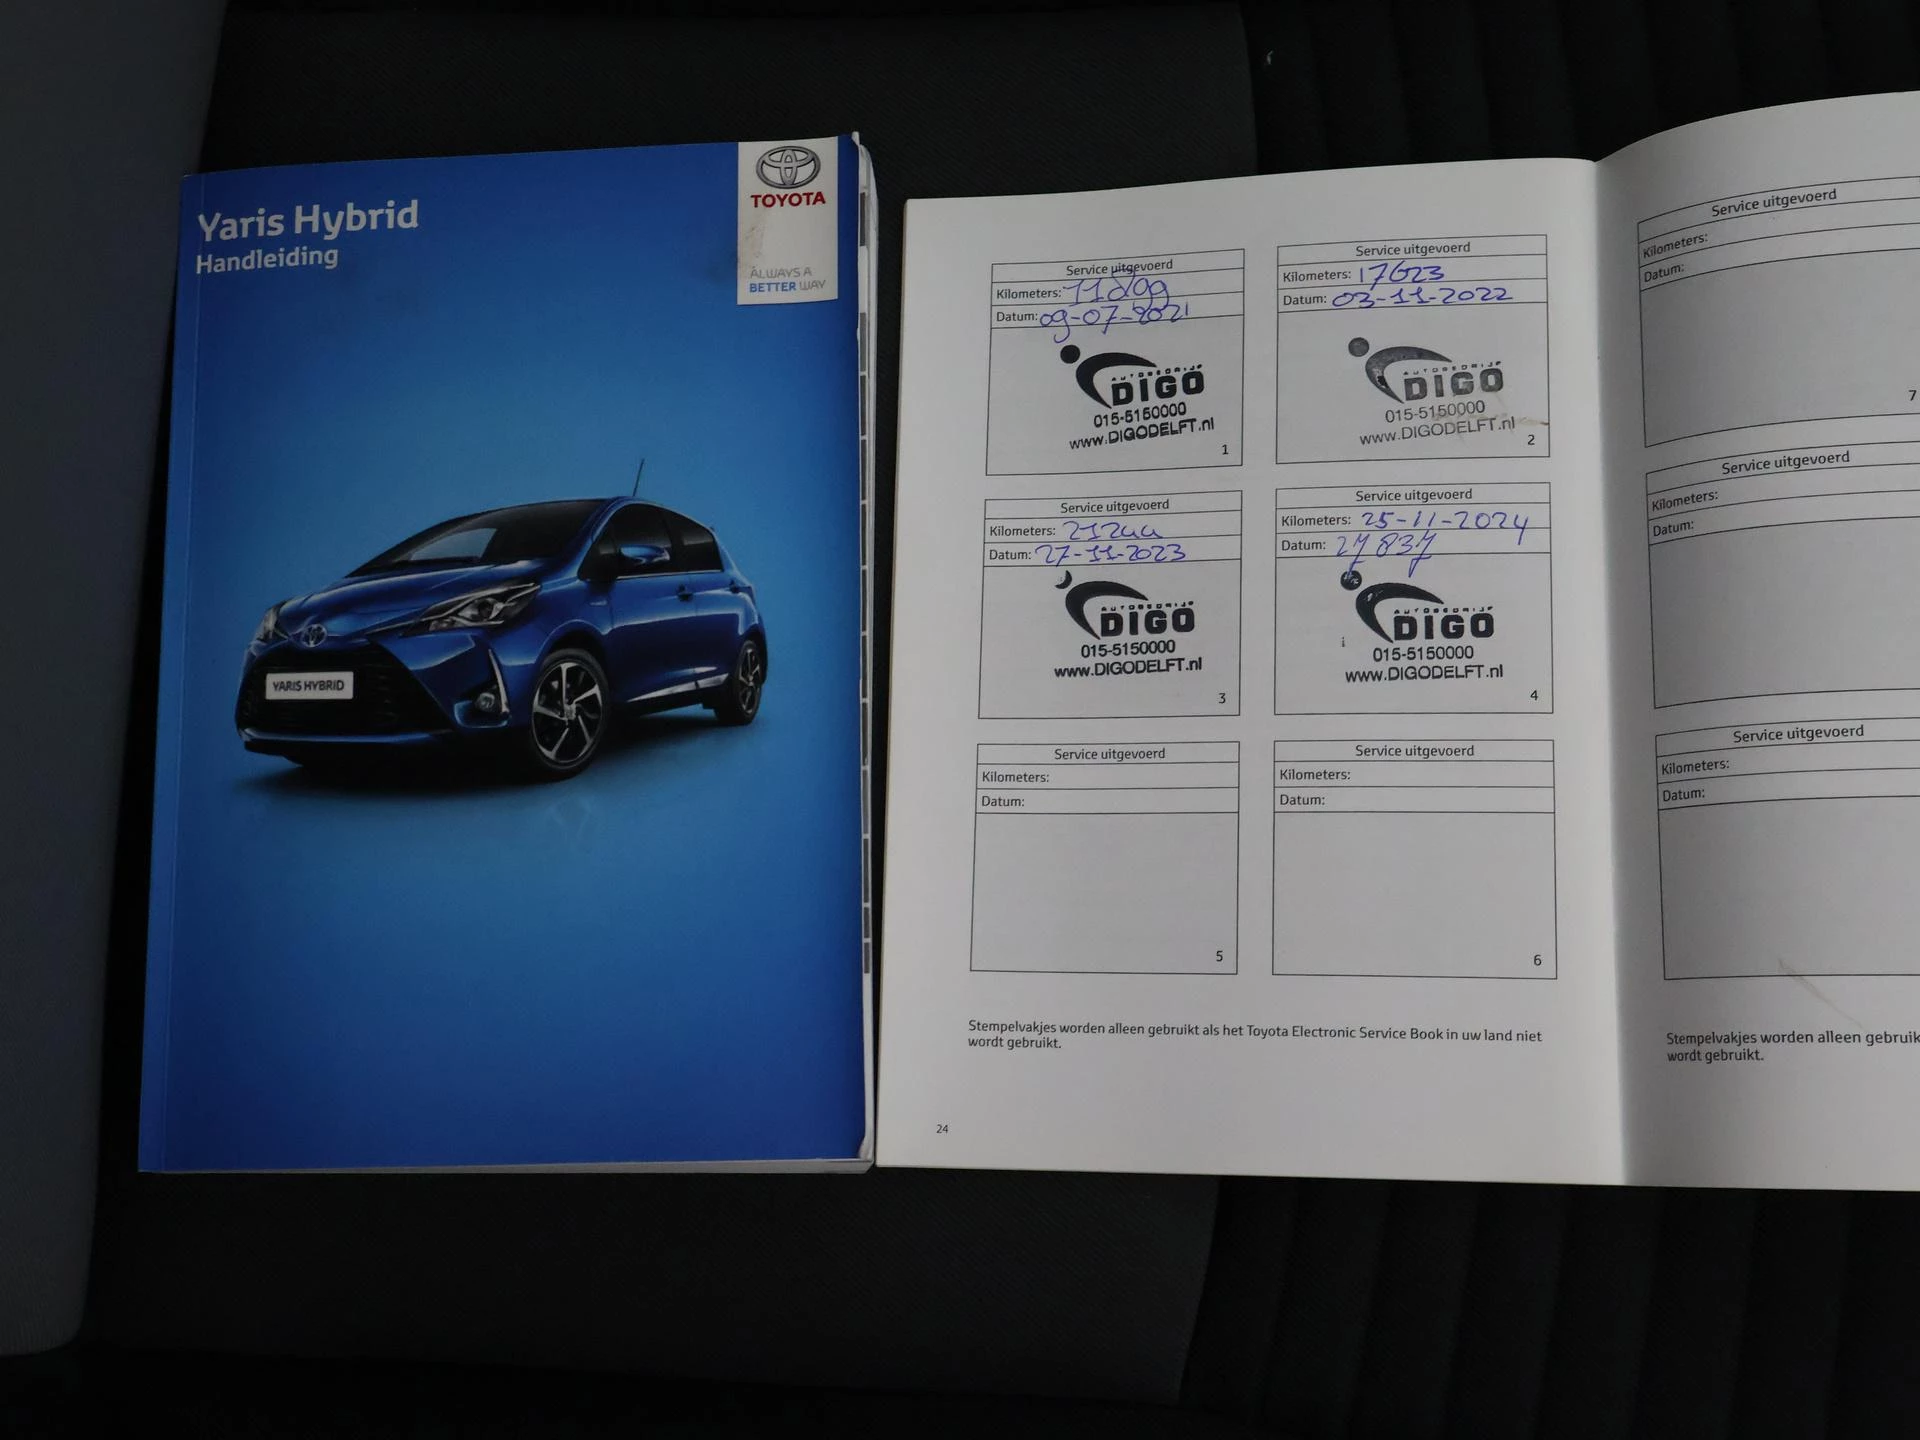 Yaris Hybrid
Handleiding
TOYOTA
ALWAYS A
BETTER WAY
YARIS HYBRID
Service uitgevoerd
Kilometers:
Datum: 09-07-2021
AUTOBEDRIJF
DIGO
015-5150000
www.DIGODELFT.nl
1
Service uitgevoerd
Kilometers: 17623
Datum: 03-11-2022
AUTOBEDRIJF
DIGO
015-5150000
www.DIGODELFT.nl
2
Service uitgevoerd
Kilometers: 21244
Datum: 27-11-2023
AUTOBEDRIJF
DIGO
015-5150000
www.DIGODELFT.nl
3
Service uitgevoerd
Kilometers: 25-11-2024
Datum: 27837
AUTOBEDRIJF
DIGO
015-5150000
www.DIGODELFT.nl
4
Service uitgevoerd
Kilometers:
Datum:
5
Service uitgevoerd
Kilometers:
Datum:
6
Stempelvakjes worden alleen gebruikt als het Toyota Electronic Service Book in uw land niet
wordt gebruikt.
24
Service uitgevoerd
Kilometers:
Datum:
7
Service uitgevoerd
Kilometers:
Datum:
Service uitgevoerd
Kilometers:
Datum:
Stempelvakjes worden alleen gebruik
wordt gebruikt.